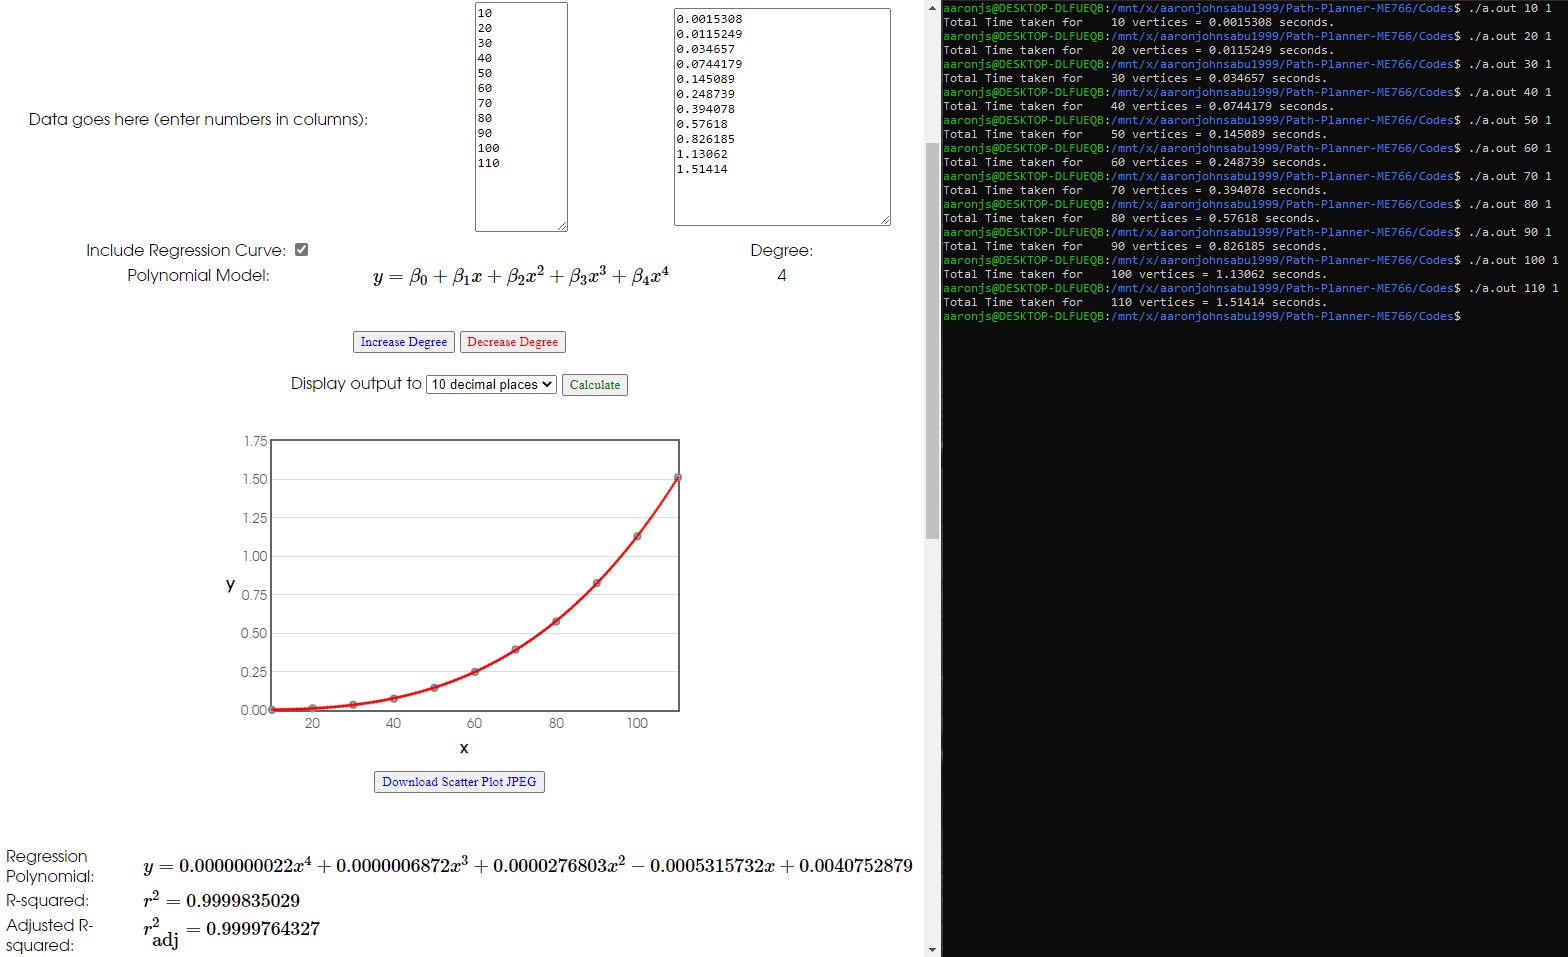 10
20
30
40
50
60
70
80
90
100
110
0.0015308
0.0115249
0.034657
0.0744179
0.145089
0.248739
0.394078
0.57618
0.826185
1.13062
1.51414
Data goes here (enter numbers in columns):
Include Regression Curve:
Degree:
Polynomial Model:
y = β₀ + β₁x + β₂x² + β₃x³ + β₄x⁴
4
Increase Degree
Decrease Degree
Display output to 10 decimal places Calculate
1.75
1.50
1.25
1.00
0.75
0.50
0.25
0.00
y
20 40 60 80 100
x
Download Scatter Plot JPEG
Regression
Polynomial:
y = 0.0000000022x⁴ + 0.0000006872x³ + 0.0000276803x² − 0.0005315732x + 0.0040752879
R-squared:
r² = 0.9999835029
Adjusted R-
squared:
r²adj = 0.9999764327
aaronjs@DESKTOP-DLFUEQB:/mnt/x/aaronjohnsabu1999/Path-Planner-ME766/Codes$ ./a.out 10 1
Total Time taken for    10 vertices = 0.0015308 seconds.
aaronjs@DESKTOP-DLFUEQB:/mnt/x/aaronjohnsabu1999/Path-Planner-ME766/Codes$ ./a.out 20 1
Total Time taken for    20 vertices = 0.0115249 seconds.
aaronjs@DESKTOP-DLFUEQB:/mnt/x/aaronjohnsabu1999/Path-Planner-ME766/Codes$ ./a.out 30 1
Total Time taken for    30 vertices = 0.034657 seconds.
aaronjs@DESKTOP-DLFUEQB:/mnt/x/aaronjohnsabu1999/Path-Planner-ME766/Codes$ ./a.out 40 1
Total Time taken for    40 vertices = 0.0744179 seconds.
aaronjs@DESKTOP-DLFUEQB:/mnt/x/aaronjohnsabu1999/Path-Planner-ME766/Codes$ ./a.out 50 1
Total Time taken for    50 vertices = 0.145089 seconds.
aaronjs@DESKTOP-DLFUEQB:/mnt/x/aaronjohnsabu1999/Path-Planner-ME766/Codes$ ./a.out 60 1
Total Time taken for    60 vertices = 0.248739 seconds.
aaronjs@DESKTOP-DLFUEQB:/mnt/x/aaronjohnsabu1999/Path-Planner-ME766/Codes$ ./a.out 70 1
Total Time taken for    70 vertices = 0.394078 seconds.
aaronjs@DESKTOP-DLFUEQB:/mnt/x/aaronjohnsabu1999/Path-Planner-ME766/Codes$ ./a.out 80 1
Total Time taken for    80 vertices = 0.57618 seconds.
aaronjs@DESKTOP-DLFUEQB:/mnt/x/aaronjohnsabu1999/Path-Planner-ME766/Codes$ ./a.out 90 1
Total Time taken for    90 vertices = 0.826185 seconds.
aaronjs@DESKTOP-DLFUEQB:/mnt/x/aaronjohnsabu1999/Path-Planner-ME766/Codes$ ./a.out 100 1
Total Time taken for    100 vertices = 1.13062 seconds.
aaronjs@DESKTOP-DLFUEQB:/mnt/x/aaronjohnsabu1999/Path-Planner-ME766/Codes$ ./a.out 110 1
Total Time taken for    110 vertices = 1.51414 seconds.
aaronjs@DESKTOP-DLFUEQB:/mnt/x/aaronjohnsabu1999/Path-Planner-ME766/Codes$